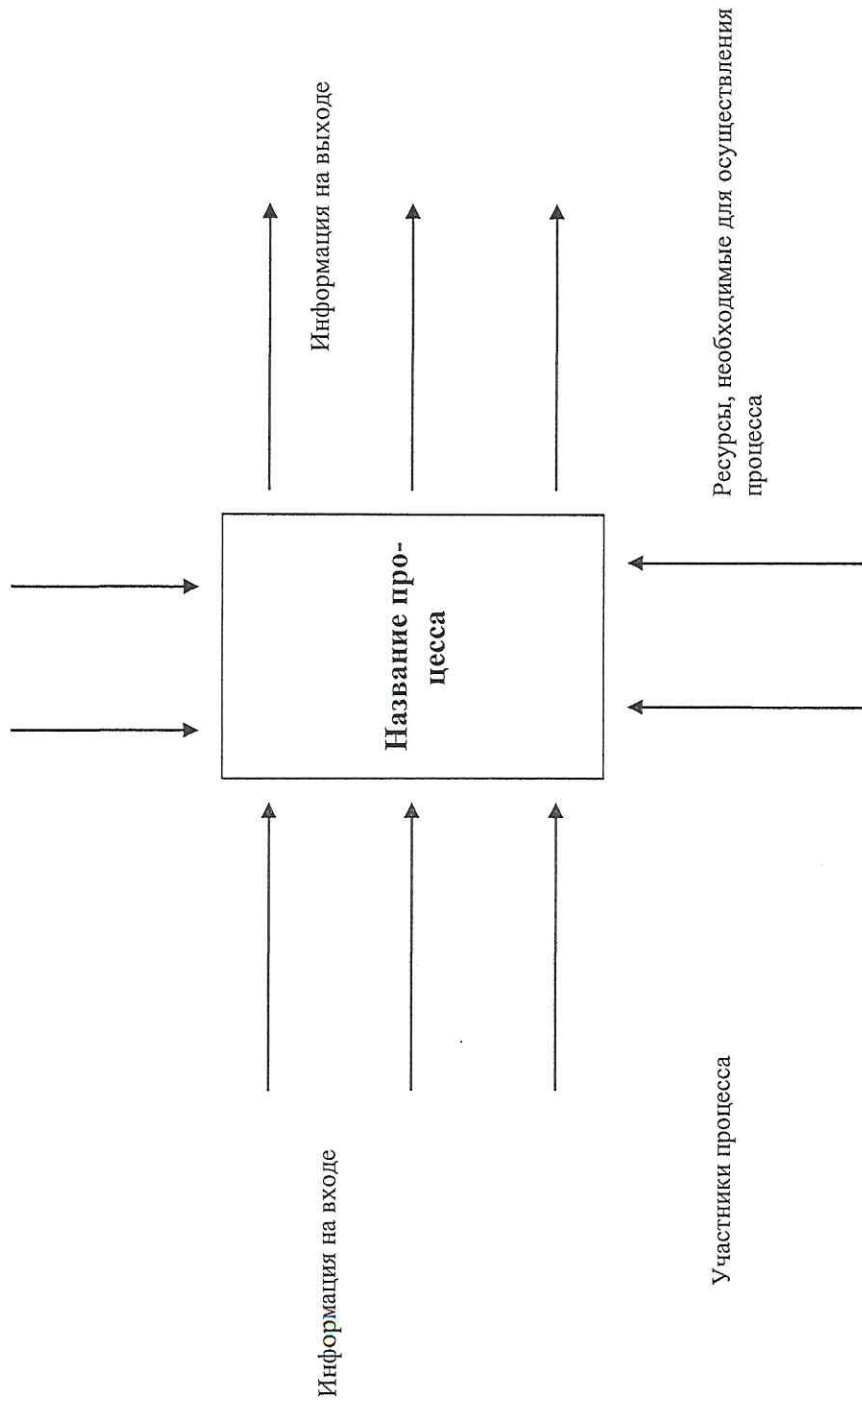 Информация на входе
Информация на выходе
Название про-
цесса
Участники процесса
Ресурсы, необходимые для осуществления
процесса